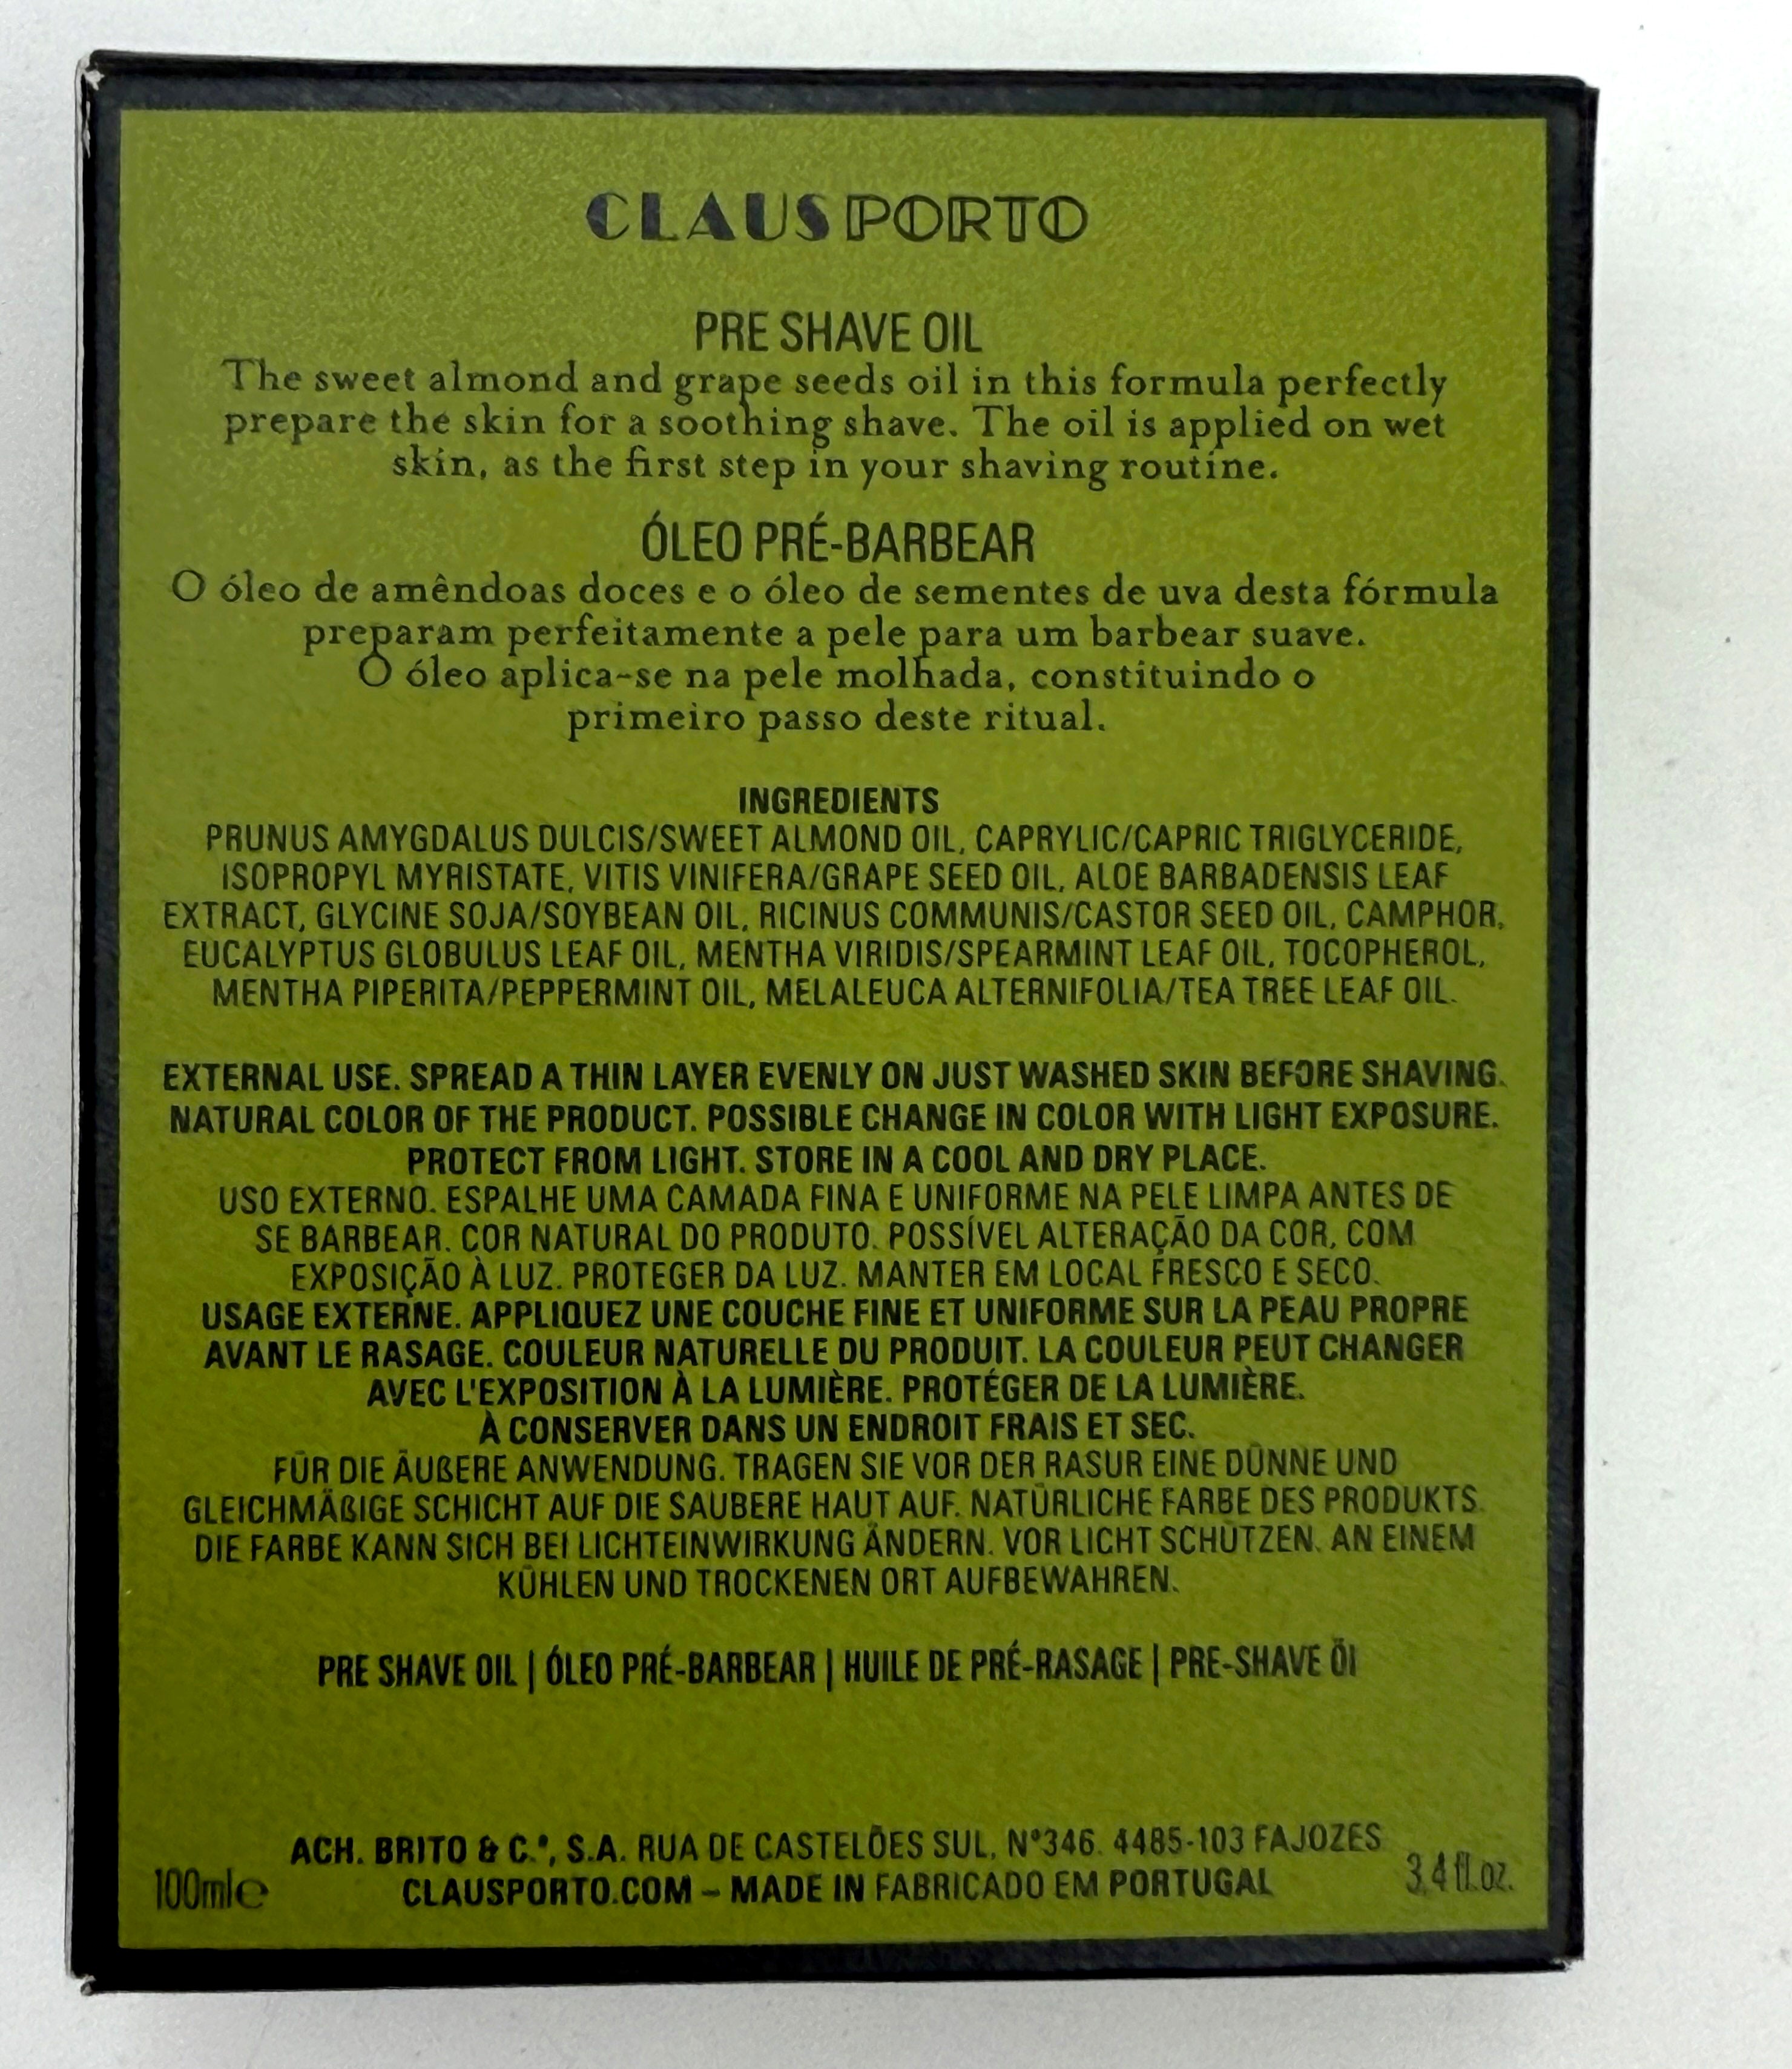 CLAUS PORTO
PRE SHAVE OIL
The sweet almond and grape seeds oil in this formula perfectly
prepare the skin for a soothing shave. The oil is applied on wet
skin, as the first step in your shaving routine.
ÓLEO PRÉ-BARBEAR
O óleo de amêndoas doces e o óleo de sementes de uva desta fórmula
preparam perfeitamente a pele para um barbear suave.
O óleo aplica-se na pele molhada, constituindo o
primeiro passo deste ritual.
INGREDIENTS
PRUNUS AMYGDALUS DULCIS/SWEET ALMOND OIL, CAPRYLIC/CAPRIC TRIGLYCERIDE,
ISOPROPYL MYRISTATE, VITIS VINIFERA/GRAPE SEED OIL, ALOE BARBADENSIS LEAF
EXTRACT, GLYCINE SOJA/SOYBEAN OIL, RICINUS COMMUNIS/CASTOR SEED OIL, CAMPHOR,
EUCALYPTUS GLOBULUS LEAF OIL, MENTHA VIRIDIS/SPEARMINT LEAF OIL, TOCOPHEROL,
MENTHA PIPERITA/PEPPERMINT OIL, MELALEUCA ALTERNIFOLIA/TEA TREE LEAF OIL.
EXTERNAL USE. SPREAD A THIN LAYER EVENLY ON JUST WASHED SKIN BEFORE SHAVING.
NATURAL COLOR OF THE PRODUCT. POSSIBLE CHANGE IN COLOR WITH LIGHT EXPOSURE.
PROTECT FROM LIGHT. STORE IN A COOL AND DRY PLACE.
USO EXTERNO. ESPALHE UMA CAMADA FINA E UNIFORME NA PELE LIMPA ANTES DE
SE BARBEAR. COR NATURAL DO PRODUTO. POSSÍVEL ALTERAÇÃO DA COR, COM
EXPOSIÇÃO À LUZ. PROTEGER DA LUZ. MANTER EM LOCAL FRESCO E SECO.
USAGE EXTERNE. APPLIQUEZ UNE COUCHE FINE ET UNIFORME SUR LA PEAU PROPRE
AVANT LE RASAGE. COULEUR NATURELLE DU PRODUIT. LA COULEUR PEUT CHANGER
AVEC L'EXPOSITION À LA LUMIÈRE. PROTÉGER DE LA LUMIÈRE.
À CONSERVER DANS UN ENDROIT FRAIS ET SEC.
FÜR DIE ÄUßERE ANWENDUNG. TRAGEN SIE VOR DER RASUR EINE DÜNNE UND
GLEICHMÄßIGE SCHICHT AUF DIE SAUBERE HAUT AUF. NATÜRLICHE FARBE DES PRODUKTS.
DIE FARBE KANN SICH BEI LICHTEINWIRKUNG ÄNDERN. VOR LICHT SCHÜTZEN. AN EINEM
KÜHLEN UND TROCKENEN ORT AUFBEWAHREN.
PRE SHAVE OIL | ÓLEO PRÉ-BARBEAR | HUILE DE PRÉ-RASAGE | PRE-SHAVE ÖI
ACH. BRITO & C.ª, S.A. RUA DE CASTELÕES SUL, Nº346. 4485-103 FAJOZES
CLAUSPORTO.COM – MADE IN FABRICADO EM PORTUGAL
100ml e
3,4 fl.oz.